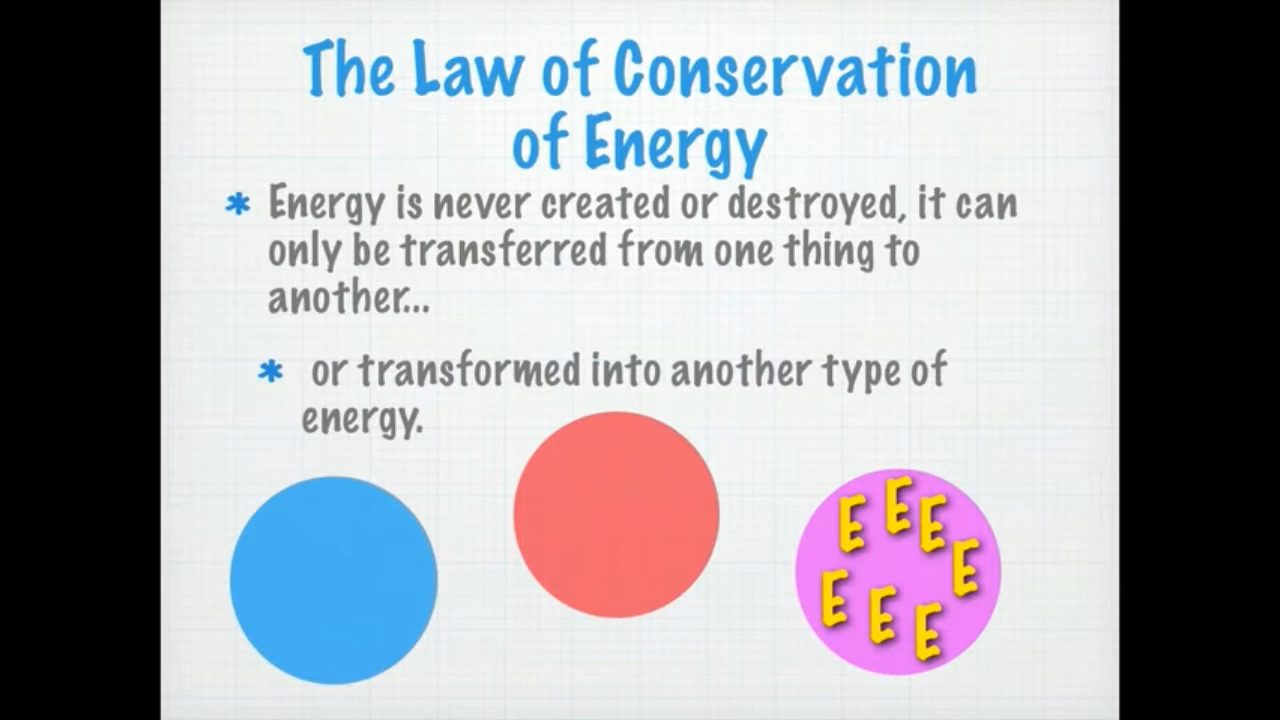 The Law of Conservation
of Energy
* Energy is never created or destroyed, it can
only be transferred from one thing to
another...
* or transformed into another type of
energy.
E E E E E E E